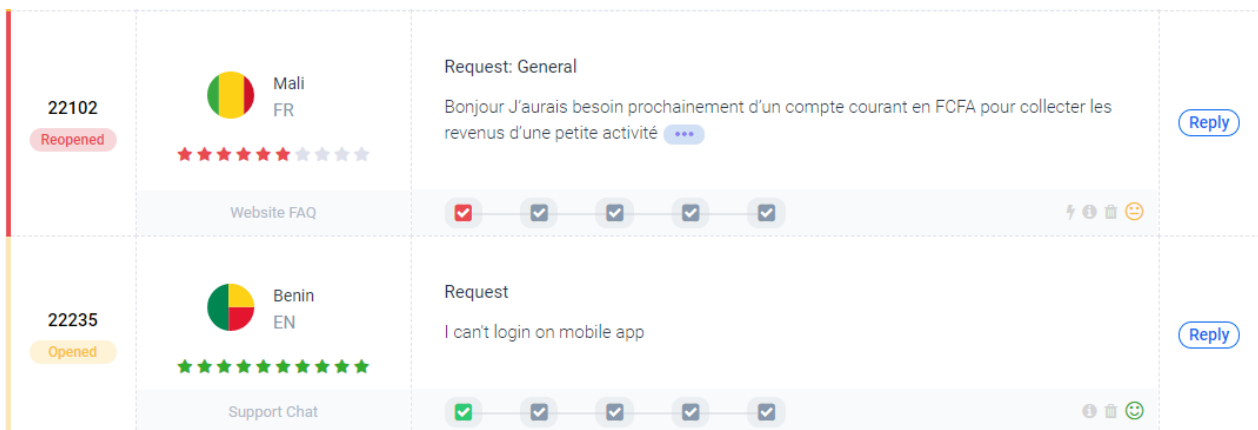 22102
Reopened
Mali
FR
Website FAQ
Request: General
Bonjour J’aurais besoin prochainement d’un compte courant en FCFA pour collecter les
revenus d’une petite activité •••
Reply
22235
Opened
Benin
EN
Support Chat
Request
I can't login on mobile app
Reply